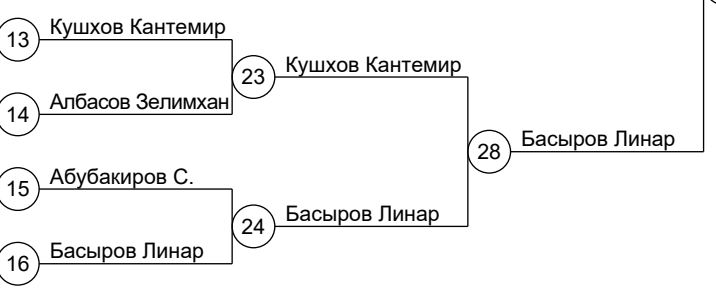 13 Кушхов Кантемир
23 Кушхов Кантемир
14 Албасов Зелимхан
28 Басыров Линар
15 Абубакиров С.
24 Басыров Линар
16 Басыров Линар